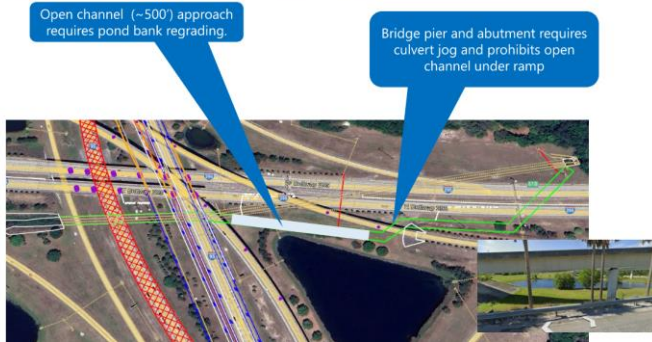 Open channel (~500') approach
requires pond bank regrading.
Bridge pier and abutment requires
culvert jog and prohibits open
channel under ramp